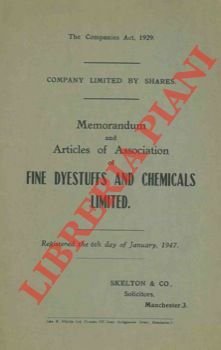 The Companies Act, 1929.
COMPANY LIMITED BY SHARES.
Memorandum
and
Articles of Association
FINE DYESTUFFS AND CHEMICALS
LIMITED.
Registered the 6th day of January, 1947.
SKELTON & CO.,
Solicitors,
Manchester 3.
LIBRERIA PIANI